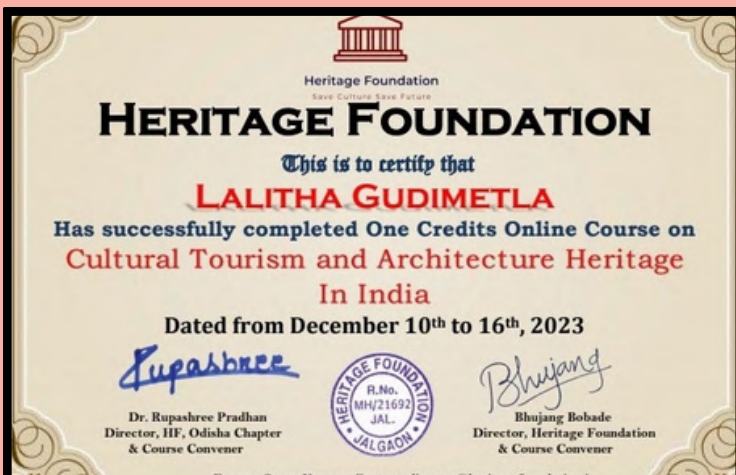 Heritage Foundation
Save Culture Save Future
HERITAGE FOUNDATION
This is to certify that
LALITHA GUDIMETLA
Has successfully completed One Credits Online Course on
Cultural Tourism and Architecture Heritage
In India
Dated from December 10th to 16th, 2023
Rupashree
Bhujang
HERITAGE FOUNDATION
R.No.
MH/21692
JAL.
JALGAON
Dr. Rupashree Pradhan
Director, HF, Odisha Chapter
& Course Convener
Bhujang Bobade
Director, Heritage Foundation
& Course Convener